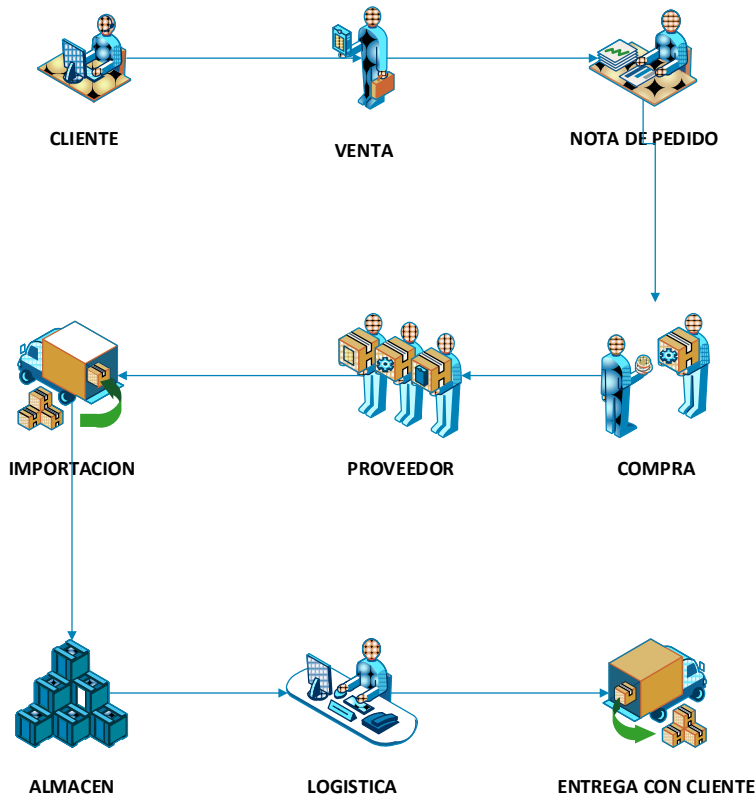 CLIENTE
VENTA
NOTA DE PEDIDO
IMPORTACION
PROVEEDOR
COMPRA
ALMACEN
LOGISTICA
ENTREGA CON CLIENTE